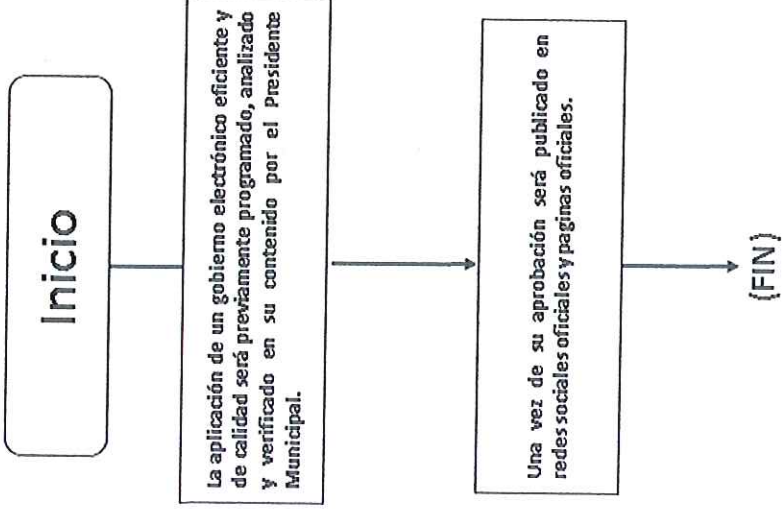 Inicio
La aplicación de un gobierno electrónico eficiente y
de calidad será previamente programado, analizado
y verificado en su contenido por el Presidente
Municipal.
Una vez de su aprobación será publicado en
redes sociales oficiales y paginas oficiales.
(FIN)